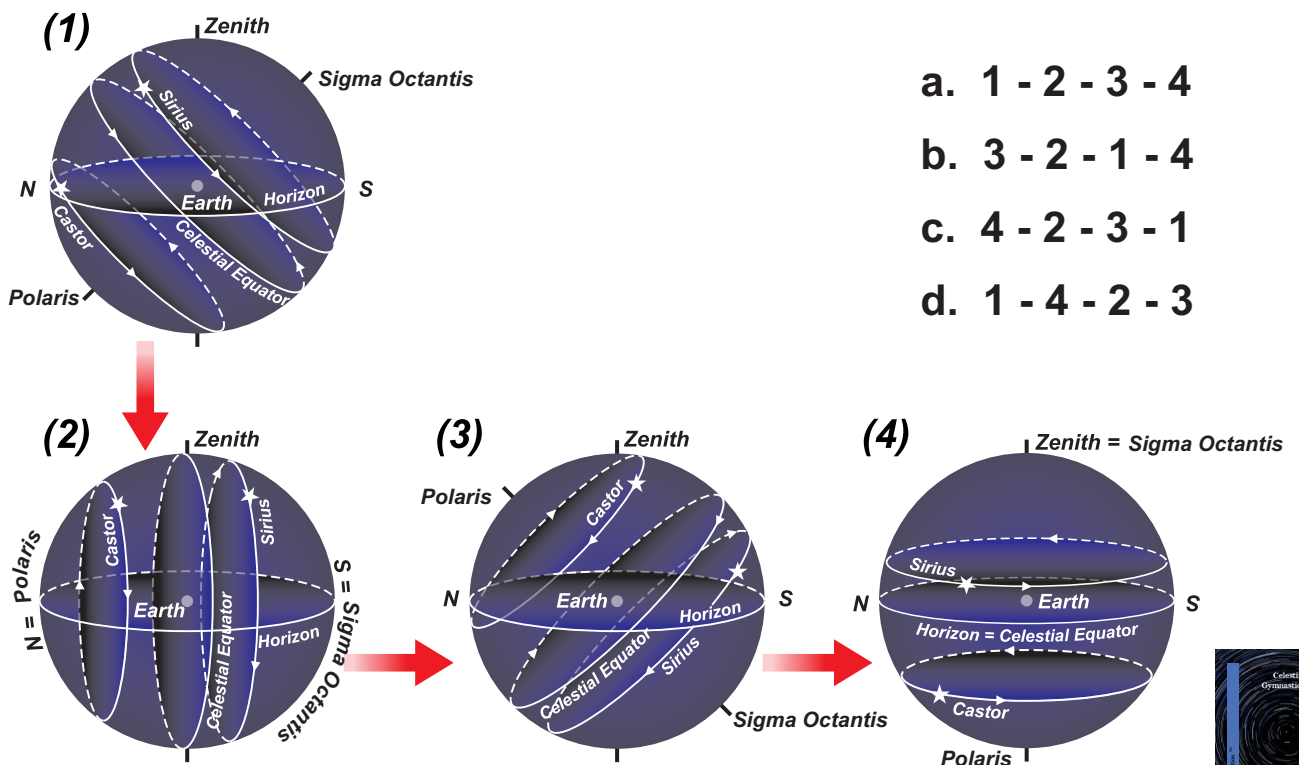 (1)
Zenith
Sigma Octantis
Sirius
N
Earth
Horizon
S
Castor
Celestial Equator
Polaris
a. 1 - 2 - 3 - 4
b. 3 - 2 - 1 - 4
c. 4 - 2 - 3 - 1
d. 1 - 4 - 2 - 3
(2)
Zenith
N = Polaris
Castor
Sirius
Earth
Celestial Equator
Horizon
S = Sigma Octantis
(3)
Zenith
Polaris
Castor
N
Earth
S
Horizon
Celestial Equator
Sirius
Sigma Octantis
(4)
Zenith = Sigma Octantis
Sirius
N
Earth
S
Horizon = Celestial Equator
Castor
Polaris